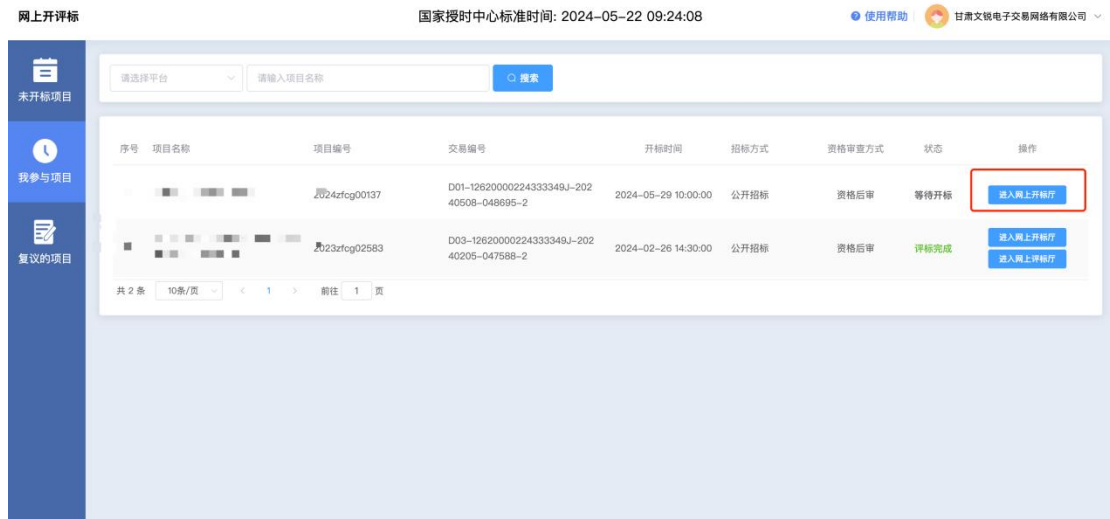 网上开评标
国家授时中心标准时间: 2024-05-22 09:24:08
使用帮助
甘肃文锐电子交易网络有限公司
未开标项目
我参与项目
复议的项目
请选择平台
请输入项目名称
搜索
序号 项目名称 项目编号 交易编号 开标时间 招标方式 资格审查方式 状态 操作
2024zfcg00137 D01-12620000224333349J-202 2024-05-29 10:00:00 公开招标 资格后审 等待开标 进入网上开标厅
40508-048695-2
2023zfcg02583 D03-12620000224333349J-202 2024-02-26 14:30:00 公开招标 资格后审 评标完成 进入网上开标厅
40205-047588-2 进入网上评标厅
共 2 条 10条/页 < 1 > 前往 1 页